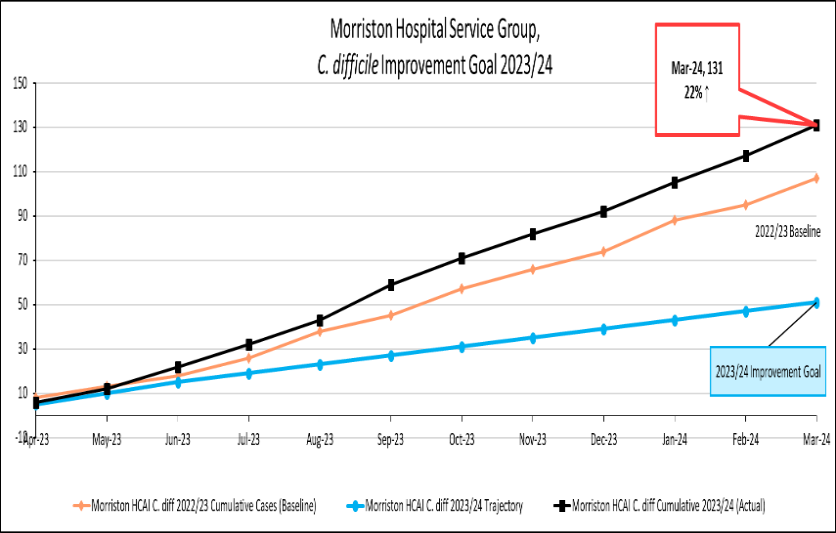 Morriston Hospital Service Group,
C. difficile Improvement Goal 2023/24
Mar-24, 131
22% ↑
150
130
110
90
70
50
30
10
-10
2022/23 Baseline
2023/24 Improvement Goal
Apr-23 May-23 Jun-23 Jul-23 Aug-23 Sep-23 Oct-23 Nov-23 Dec-23 Jan-24 Feb-24 Mar-24
Morriston HCAI C. diff 2022/23 Cumulative Cases (Baseline) Morriston HCAI C. diff 2023/24 Trajectory Morriston HCAI C. diff Cumulative 2023/24 (Actual)